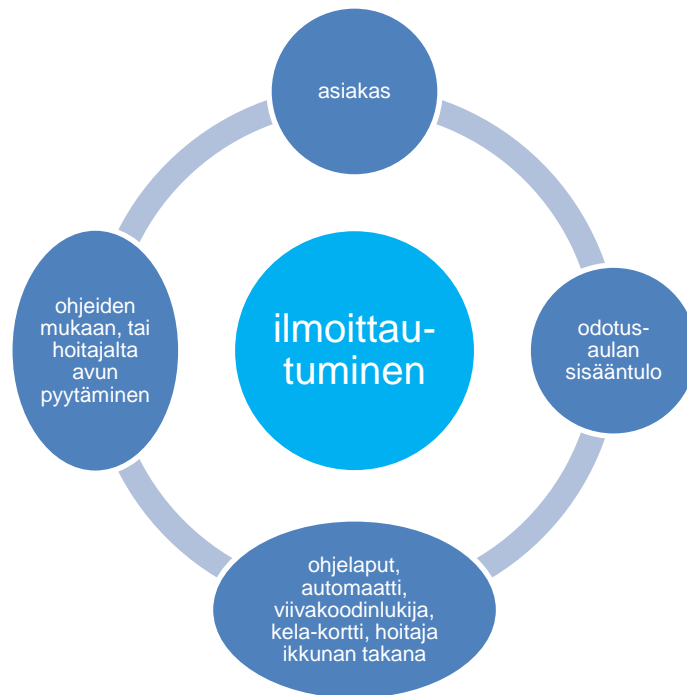 asiakas
ilmoittau-
tuminen
odotus-
aulan
sisääntulo
ohjelaput,
automaatti,
viivakoodinlukija,
kela-kortti, hoitaja
ikkunan takana
ohjeiden
mukaan, tai
hoitajalta
avun
pyytäminen